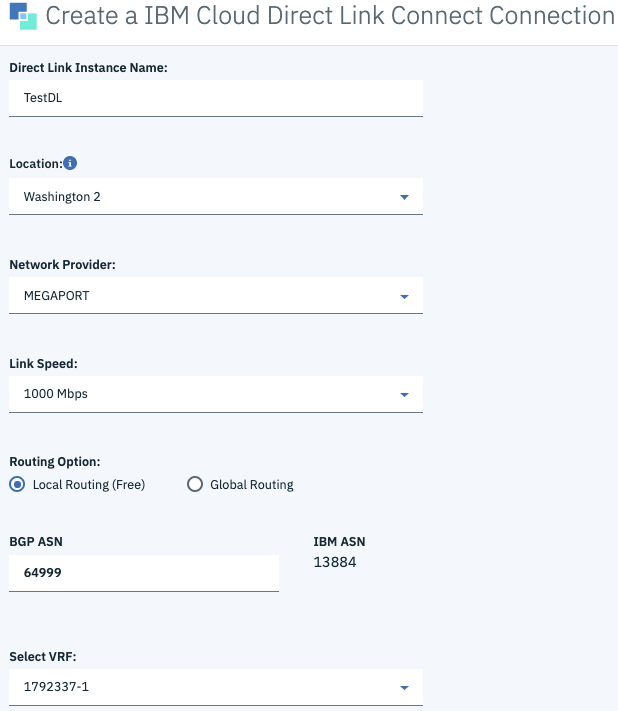 Create a IBM Cloud Direct Link Connect Connection
Direct Link Instance Name:
TestDL
Location:
Washington 2
Network Provider:
MEGAPORT
Link Speed:
1000 Mbps
Routing Option:
Local Routing (Free) Global Routing
BGP ASN IBM ASN
64999 13884
Select VRF:
1792337-1